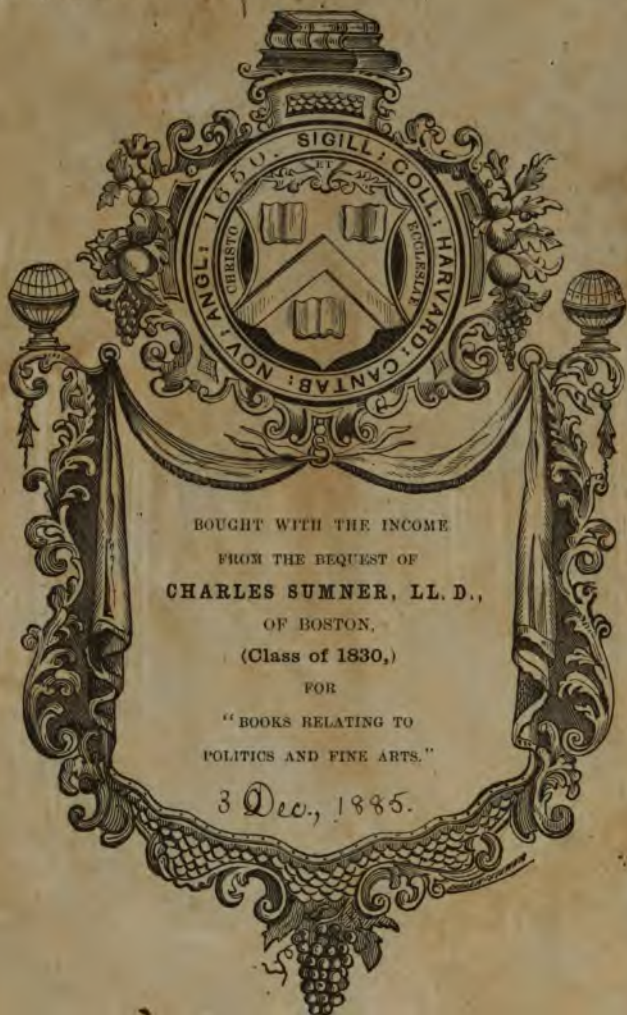 SIGILL: COLL: HARVARD: CANTAB: NOV: ANGL: 1650.
ET
CHRISTO
ECCLESIAE
BOUGHT WITH THE INCOME
FROM THE BEQUEST OF
CHARLES SUMNER, LL. D.,
OF BOSTON,
(Class of 1830,)
FOR
"BOOKS RELATING TO
POLITICS AND FINE ARTS."
3 Dec., 1885.